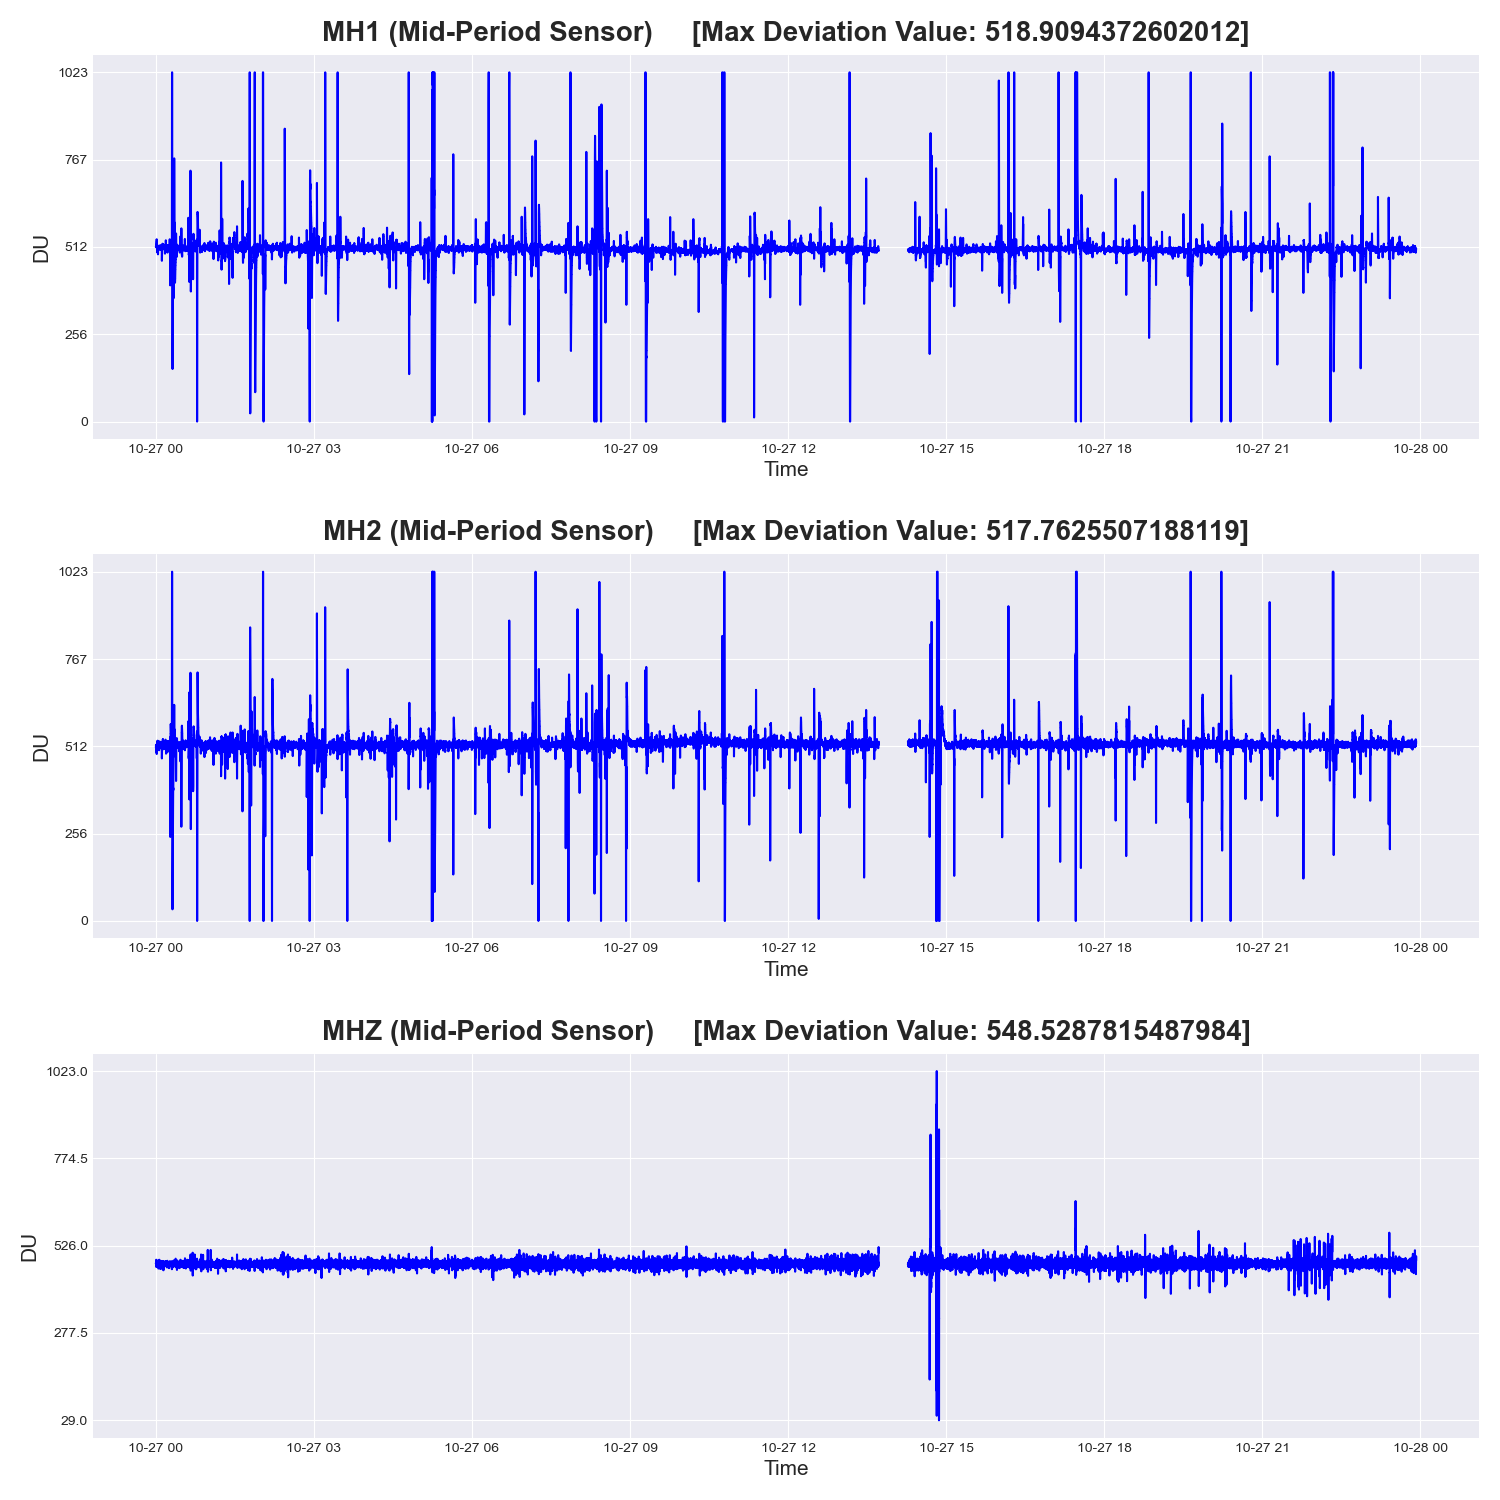 MH1 (Mid-Period Sensor) [Max Deviation Value: 518.9094372602012]
1023
767
512
256
0
DU
10-27 00 10-27 03 10-27 06 10-27 09 10-27 12 10-27 15 10-27 18 10-27 21 10-28 00
Time
MH2 (Mid-Period Sensor) [Max Deviation Value: 517.7625507188119]
1023
767
512
256
0
DU
10-27 00 10-27 03 10-27 06 10-27 09 10-27 12 10-27 15 10-27 18 10-27 21 10-28 00
Time
MHZ (Mid-Period Sensor) [Max Deviation Value: 548.5287815487984]
1023.0
774.5
526.0
277.5
29.0
DU
10-27 00 10-27 03 10-27 06 10-27 09 10-27 12 10-27 15 10-27 18 10-27 21 10-28 00
Time